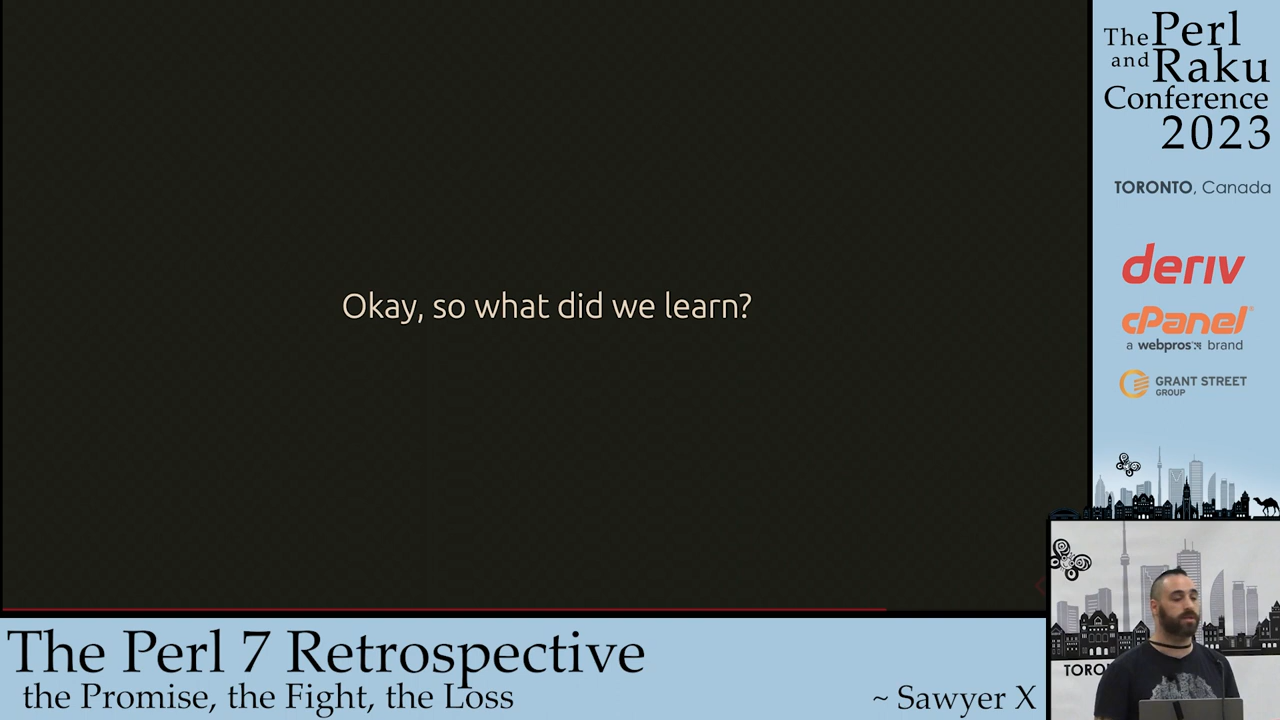 Okay, so what did we learn?
The Perl
and Raku
Conference
2023
TORONTO, Canada
deriv
cPanel®
a webpros brand
GRANT STREET
GROUP
TORO
The Perl 7 Retrospective
the Promise, the Fight, the Loss
~ Sawyer X